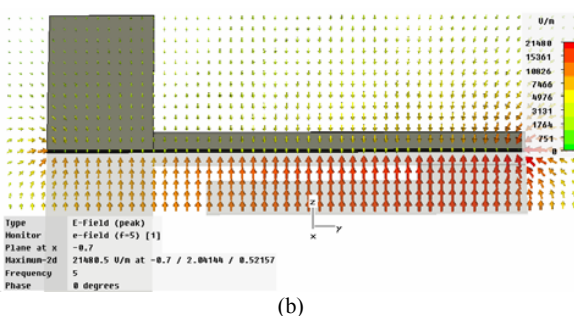 V/m
21480
15361
10826
7466
4976
3131
1764
751
0
z
y
x
Type E-Field (peak)
Monitor e-field (f=5) [1]
Plane at x -0.7
Maximum-2d 21480.5 V/m at -0.7 / 2.04144 / 0.52157
Frequency 5
Phase 0 degrees
(b)